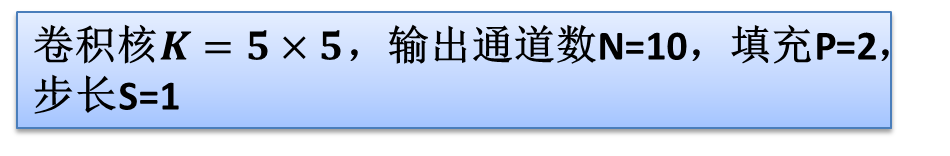 卷积核K = 5 × 5，输出通道数N=10，填充P=2，
步长S=1